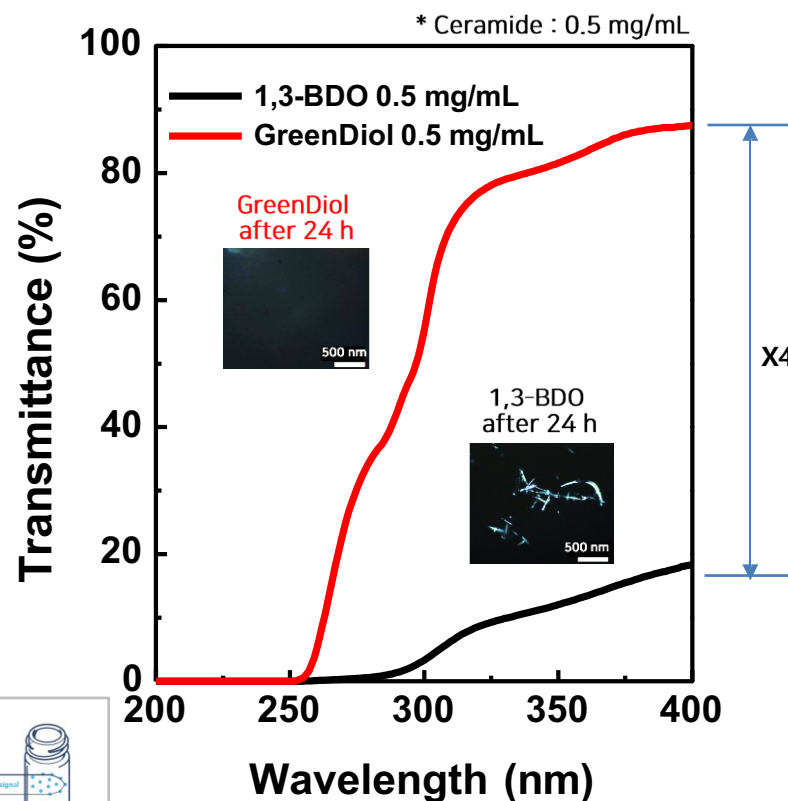 * Ceramide : 0.5 mg/mL
100
1,3-BDO 0.5 mg/mL
GreenDiol 0.5 mg/mL
80
GreenDiol
after 24 h
60
500 nm
X4
1,3-BDO
after 24 h
40
20
500 nm
0
200
250
300
350
400
Transmittance (%)
Wavelength (nm)
signal